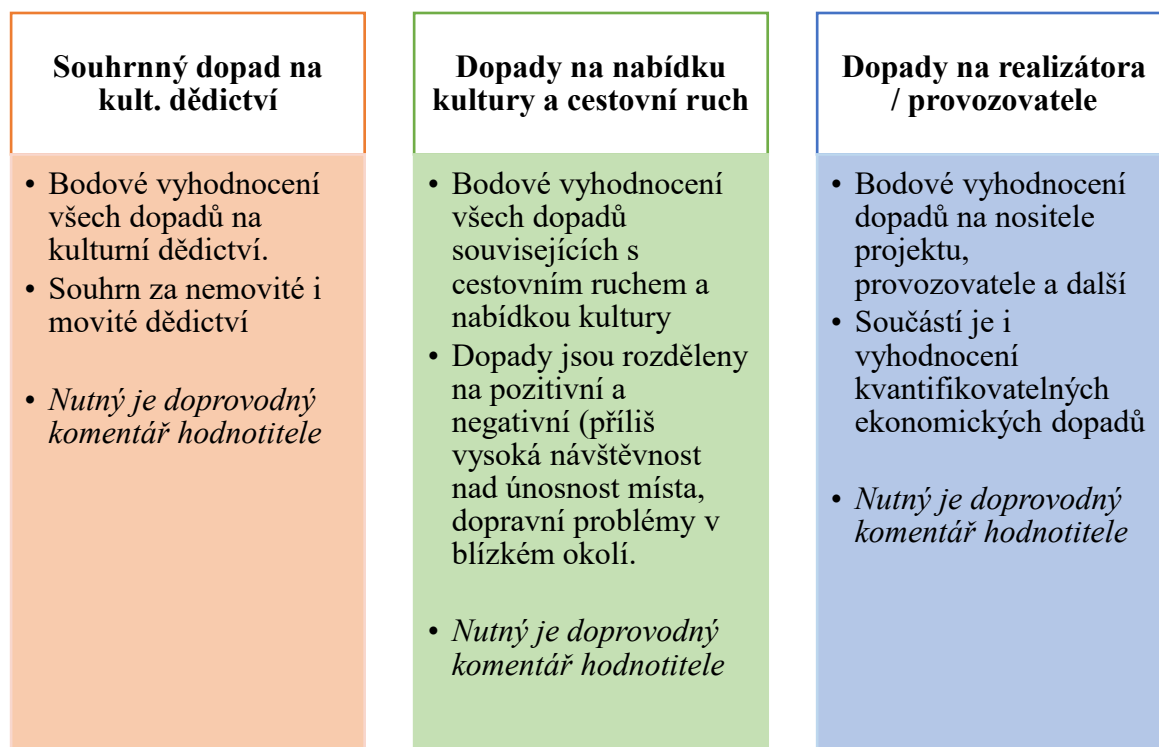 Souhrnný dopad na
kult. dědictví
• Bodové vyhodnocení
všech dopadů na
kulturní dědictví.
• Souhrn za nemovité i
movité dědictví
• Nutný je doprovodný
komentář hodnotitele
Dopady na nabídku
kultury a cestovní ruch
• Bodové vyhodnocení
všech dopadů
souvisejících s
cestovním ruchem a
nabídkou kultury
• Dopady jsou rozděleny
na pozitivní a
negativní (příliš
vysoká návštěvnost
nad únosnost místa,
dopravní problémy v
blízkém okolí.
• Nutný je doprovodný
komentář hodnotitele
Dopady na realizátora
/ provozovatele
• Bodové vyhodnocení
dopadů na nositele
projektu,
provozovatele a další
• Součástí je i
vyhodnocení
kvantifikovatelných
ekonomických dopadů
• Nutný je doprovodný
komentář hodnotitele